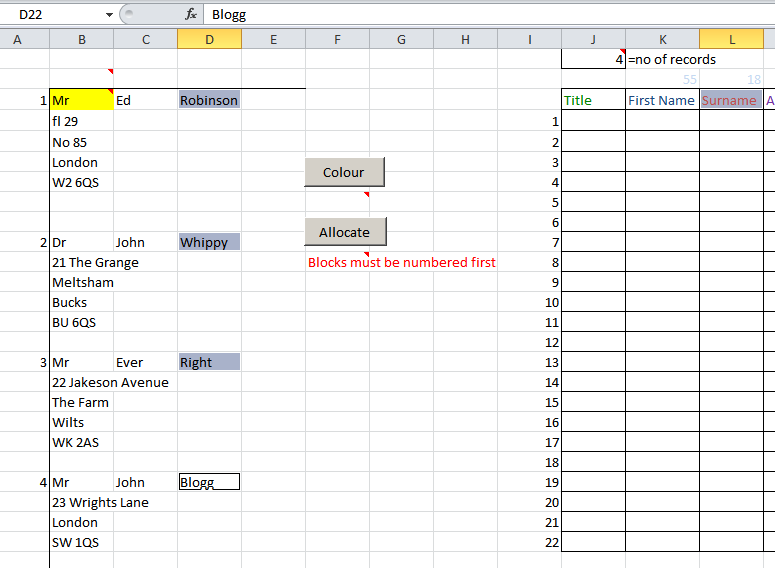 D22 fx Blogg
A B C D E F G H I J K L
4 =no of records
55 18
1 Mr Ed Robinson Title First Name Surname A
fl 29 1
No 85 2
London Colour 3
W2 6QS 4
5
Allocate 6
2 Dr John Whippy 7
21 The Grange Blocks must be numbered first 8
Meltsham 9
Bucks 10
BU 6QS 11
12
3 Mr Ever Right 13
22 Jakeson Avenue 14
The Farm 15
Wilts 16
WK 2AS 17
18
4 Mr John Blogg 19
23 Wrights Lane 20
London 21
SW 1QS 22